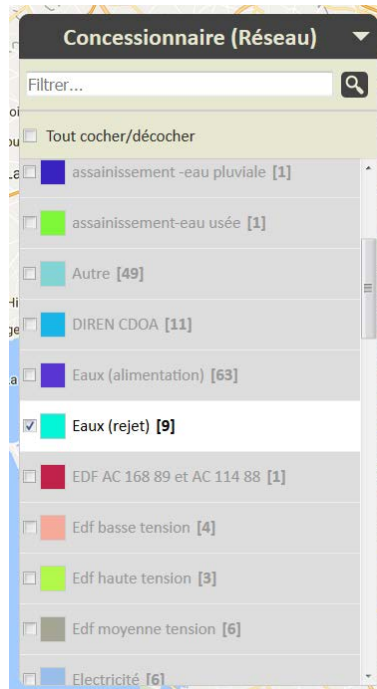 Concessionnaire (Réseau)
Filtrer...
Tout cocher/décocher
assainissement -eau pluviale [1]
assainissement-eau usée [1]
Autre [49]
DIREN CDOA [11]
Eaux (alimentation) [63]
Eaux (rejet) [9]
EDF AC 168 89 et AC 114 88 [1]
Edf basse tension [4]
Edf haute tension [3]
Edf moyenne tension [6]
Electricité [6]